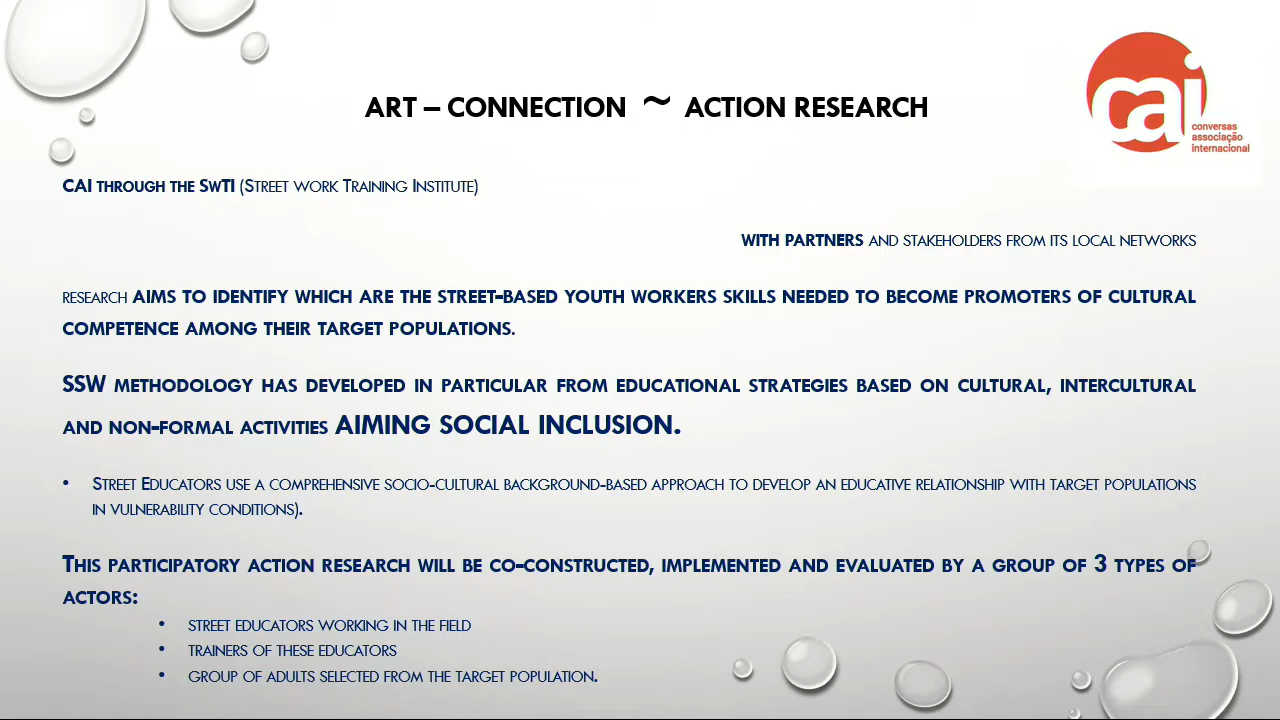 ART – CONNECTION ~ ACTION RESEARCH
cai
conversas
associação
internacional
CAI THROUGH THE SWTI (STREET WORK TRAINING INSTITUTE)
WITH PARTNERS AND STAKEHOLDERS FROM ITS LOCAL NETWORKS
RESEARCH AIMS TO IDENTIFY WHICH ARE THE STREET-BASED YOUTH WORKERS SKILLS NEEDED TO BECOME PROMOTERS OF CULTURAL
COMPETENCE AMONG THEIR TARGET POPULATIONS.
SSW METHODOLOGY HAS DEVELOPED IN PARTICULAR FROM EDUCATIONAL STRATEGIES BASED ON CULTURAL, INTERCULTURAL
AND NON-FORMAL ACTIVITIES AIMING SOCIAL INCLUSION.
• STREET EDUCATORS USE A COMPREHENSIVE SOCIO-CULTURAL BACKGROUND-BASED APPROACH TO DEVELOP AN EDUCATIVE RELATIONSHIP WITH TARGET POPULATIONS
IN VULNERABILITY CONDITIONS).
THIS PARTICIPATORY ACTION RESEARCH WILL BE CO-CONSTRUCTED, IMPLEMENTED AND EVALUATED BY A GROUP OF 3 TYPES OF
ACTORS:
• STREET EDUCATORS WORKING IN THE FIELD
• TRAINERS OF THESE EDUCATORS
• GROUP OF ADULTS SELECTED FROM THE TARGET POPULATION.